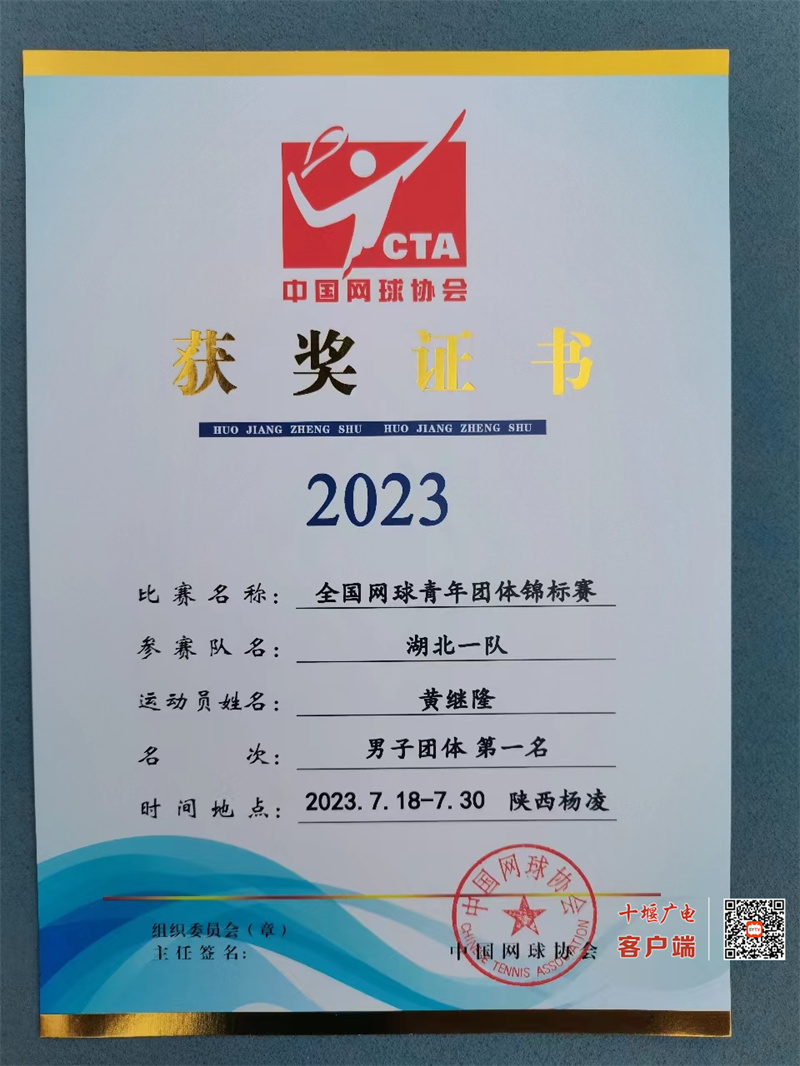 CTA
中国网球协会
获奖证书
HUO JIANG ZHENG SHU HUO JIANG ZHENG SHU
2023
比赛名称：全国网球青年团体锦标赛
参赛队名：湖北一队
运动员姓名：黄继隆
名次：男子团体 第一名
时间地点：2023.7.18-7.30 陕西杨凌
中国网球协会
CHINESE TENNIS ASSOCIATION
组织委员会（章）
主任签名：
中国网球协会
十堰广电
客户端